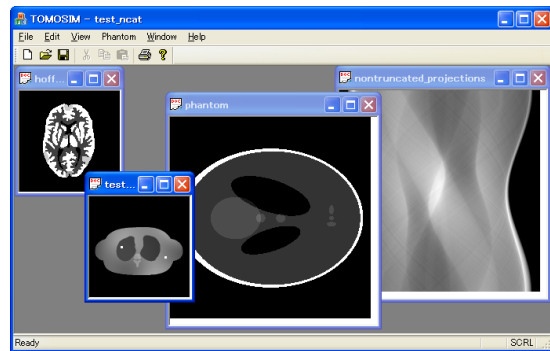 TOMOSIM - test_ncat
File Edit View Phantom Window Help
hoff...
nontruncated_projections
phantom
test...
Ready
SCRL